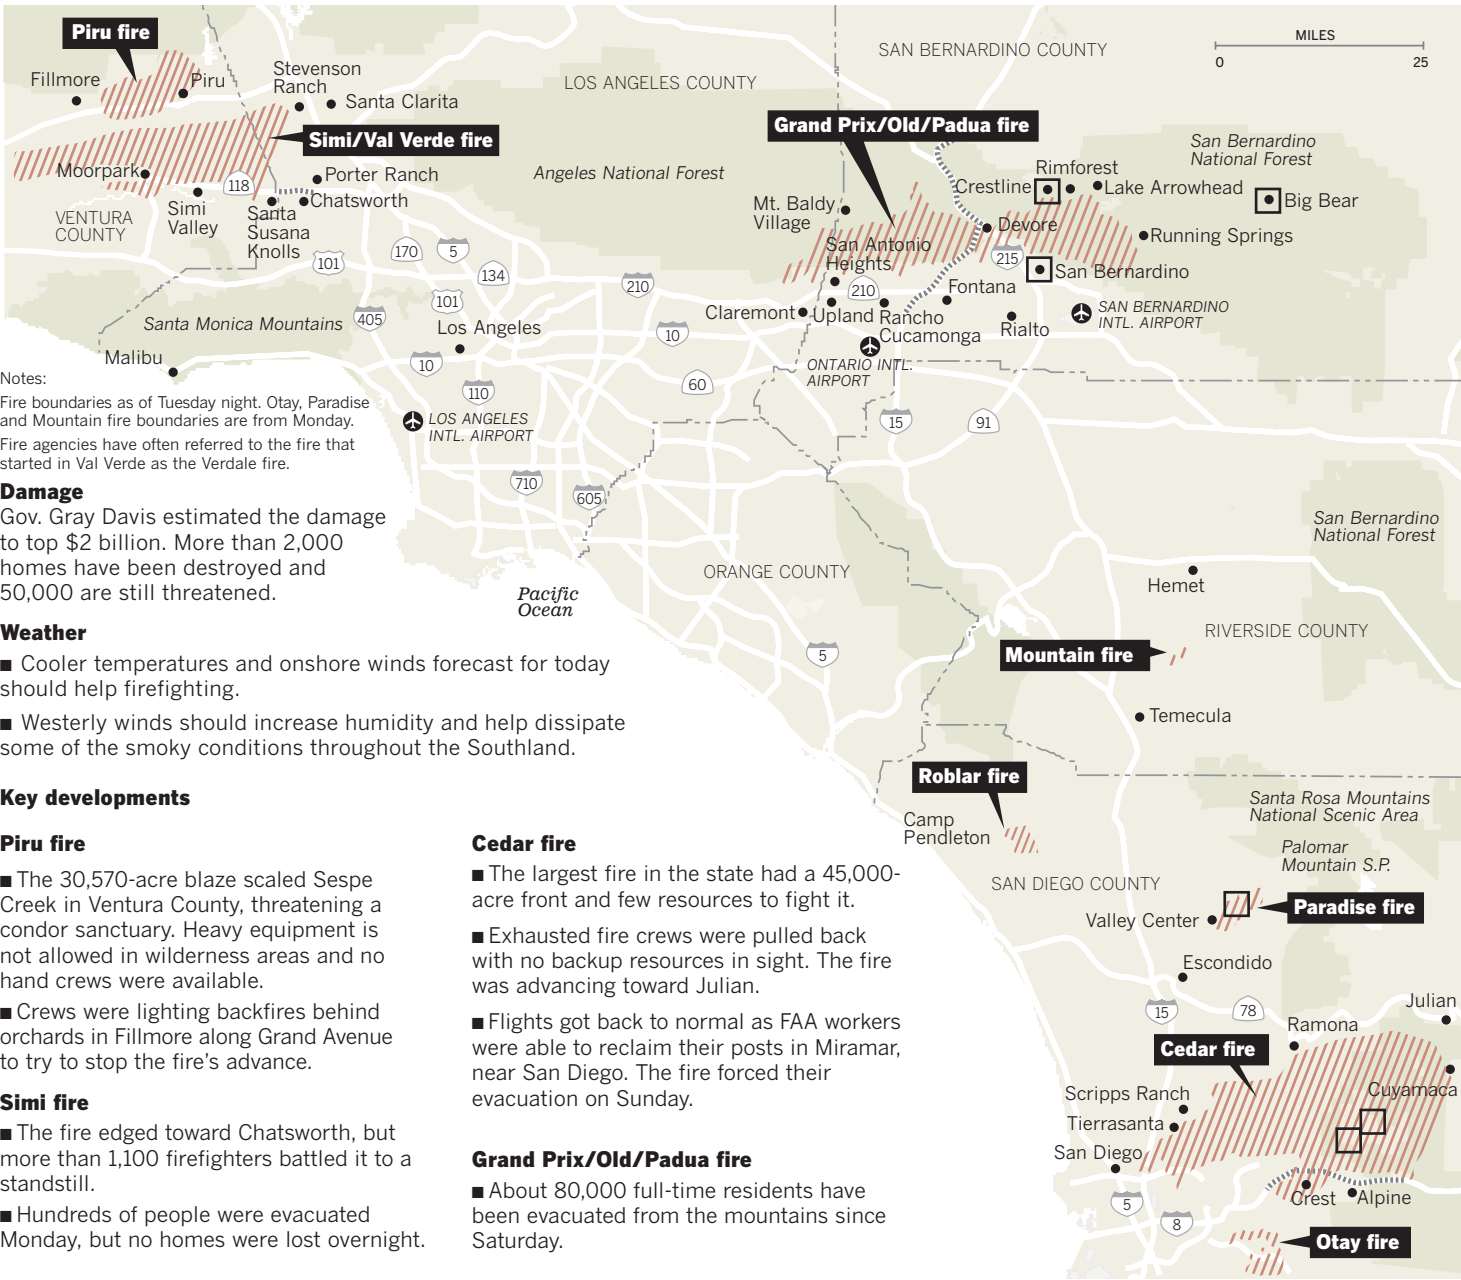 Piru fire
SAN BERNARDINO COUNTY
MILES
0
25
Fillmore
Piru
Stevenson
Ranch
Santa Clarita
LOS ANGELES COUNTY
Grand Prix/Old/Padua fire
Simi/Val Verde fire
San Bernardino
National Forest
Moorpark
118
Porter Ranch
Angeles National Forest
Rimforest
Crestline
Lake Arrowhead
Big Bear
VENTURA
COUNTY
Simi
Valley
Santa
Susana
Knolls
Chatsworth
Mt. Baldy
Village
Devore
Running Springs
San Antonio
Heights
101
170
5
134
210
215
San Bernardino
210
Fontana
101
405
Santa Monica Mountains
Los Angeles
10
Claremont
Upland
Rancho
Cucamonga
Rialto
SAN BERNARDINO
INTL. AIRPORT
Malibu
10
110
60
ONTARIO INTL.
AIRPORT
15
91
LOS ANGELES
INTL. AIRPORT
710
605
Notes:
Fire boundaries as of Tuesday night. Otay, Paradise
and Mountain fire boundaries are from Monday.
Fire agencies have often referred to the fire that
started in Val Verde as the Verdale fire.
Damage
Gov. Gray Davis estimated the damage
to top $2 billion. More than 2,000
homes have been destroyed and
50,000 are still threatened.
Pacific
Ocean
ORANGE COUNTY
San Bernardino
National Forest
Hemet
RIVERSIDE COUNTY
5
Mountain fire
Temecula
Weather
■ Cooler temperatures and onshore winds forecast for today
should help firefighting.
■ Westerly winds should increase humidity and help dissipate
some of the smoky conditions throughout the Southland.
Roblar fire
Camp
Pendleton
Santa Rosa Mountains
National Scenic Area
Palomar
Mountain S.P.
SAN DIEGO COUNTY
Paradise fire
Valley Center
Escondido
15
78
Julian
Ramona
Cedar fire
Cuyamaca
Scripps Ranch
Tierrasanta
San Diego
Crest
Alpine
5
8
Otay fire
Key developments
Piru fire
■ The 30,570-acre blaze scaled Sespe
Creek in Ventura County, threatening a
condor sanctuary. Heavy equipment is
not allowed in wilderness areas and no
hand crews were available.
■ Crews were lighting backfires behind
orchards in Fillmore along Grand Avenue
to try to stop the fire’s advance.
Simi fire
■ The fire edged toward Chatsworth, but
more than 1,100 firefighters battled it to a
standstill.
■ Hundreds of people were evacuated
Monday, but no homes were lost overnight.
Cedar fire
■ The largest fire in the state had a 45,000-
acre front and few resources to fight it.
■ Exhausted fire crews were pulled back
with no backup resources in sight. The fire
was advancing toward Julian.
■ Flights got back to normal as FAA workers
were able to reclaim their posts in Miramar,
near San Diego. The fire forced their
evacuation on Sunday.
Grand Prix/Old/Padua fire
■ About 80,000 full-time residents have
been evacuated from the mountains since
Saturday.